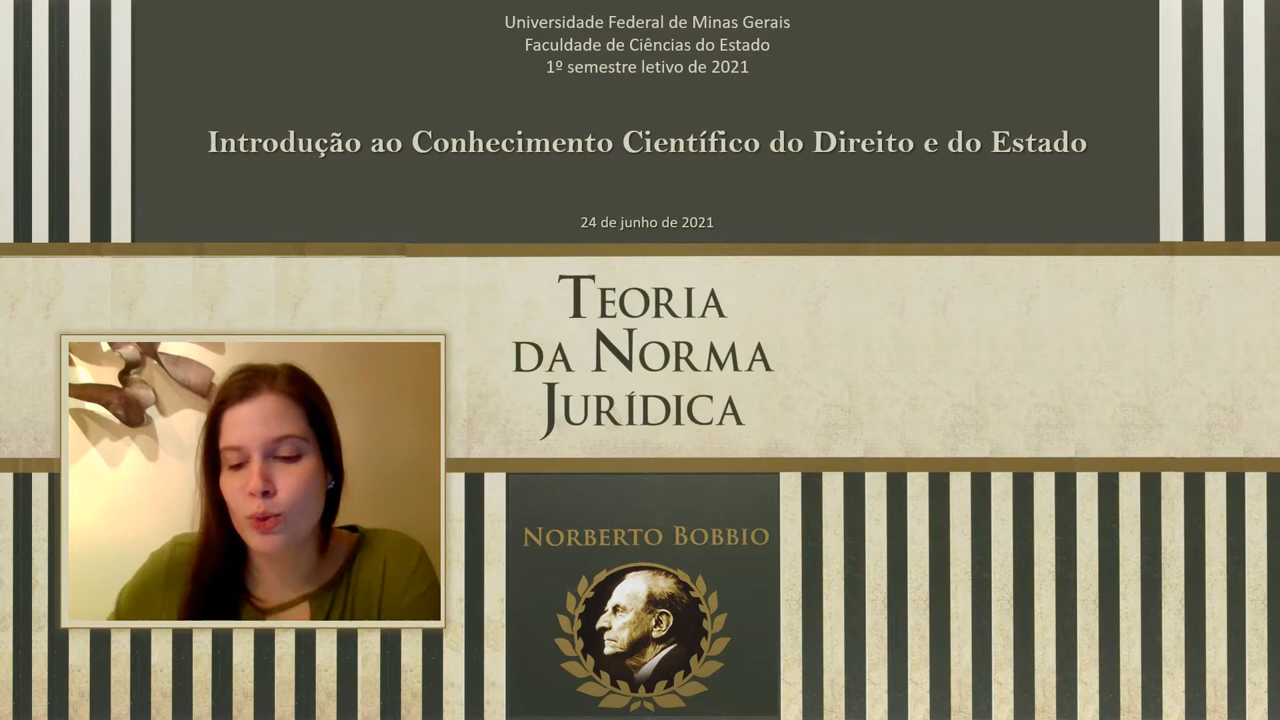 Universidade Federal de Minas Gerais
Faculdade de Ciências do Estado
1º semestre letivo de 2021
Introdução ao Conhecimento Científico do Direito e do Estado
24 de junho de 2021
TEORIA
DA NORMA
JURÍDICA
NORBERTO BOBBIO